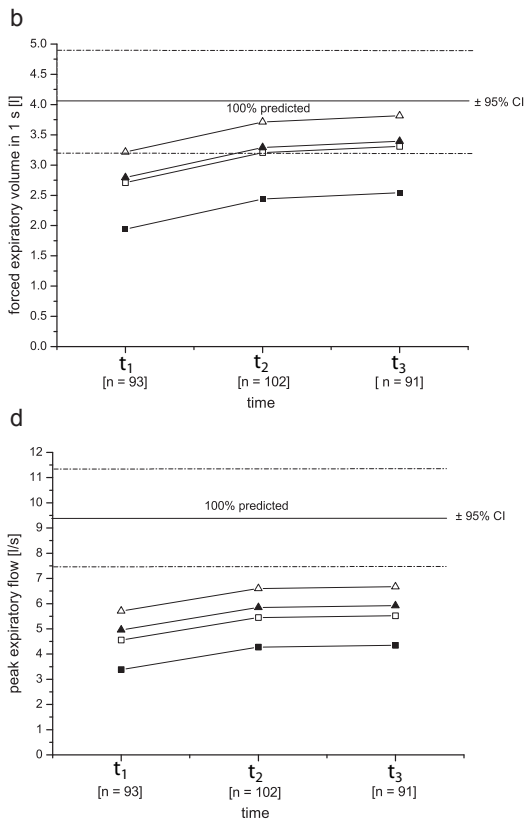 b
forced expiratory volume in 1 s [l]
5.0
4.5
4.0
3.5
3.0
2.5
2.0
1.5
1
0.5
0.0
100% predicted
± 95% CI
t1 t2 t3
[n = 93] [n = 102] [ n = 91]
time
d
peak expiratory flow [l/s]
12
11
10
9
8
7
6
5
4
3
2
1
0
100% predicted
± 95% CI
t1 t2 t3
[n = 93] [n = 102] [n = 91]
time